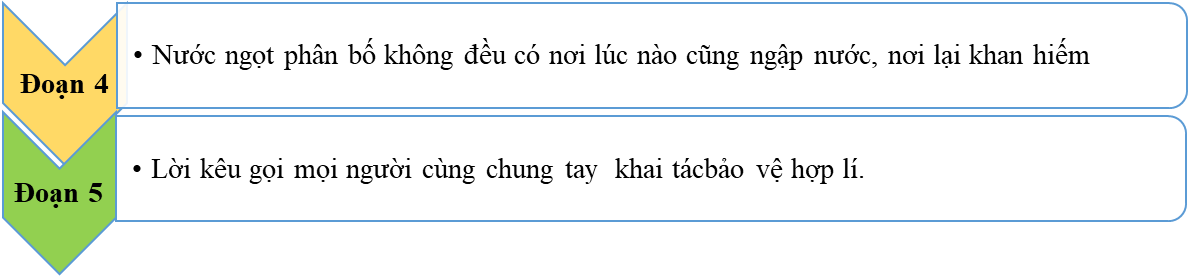 Đoạn 4
• Nước ngọt phân bố không đều có nơi lúc nào cũng ngập nước, nơi lại khan hiếm
Đoạn 5
• Lời kêu gọi mọi người cùng chung tay khai tácbảo vệ hợp lí.